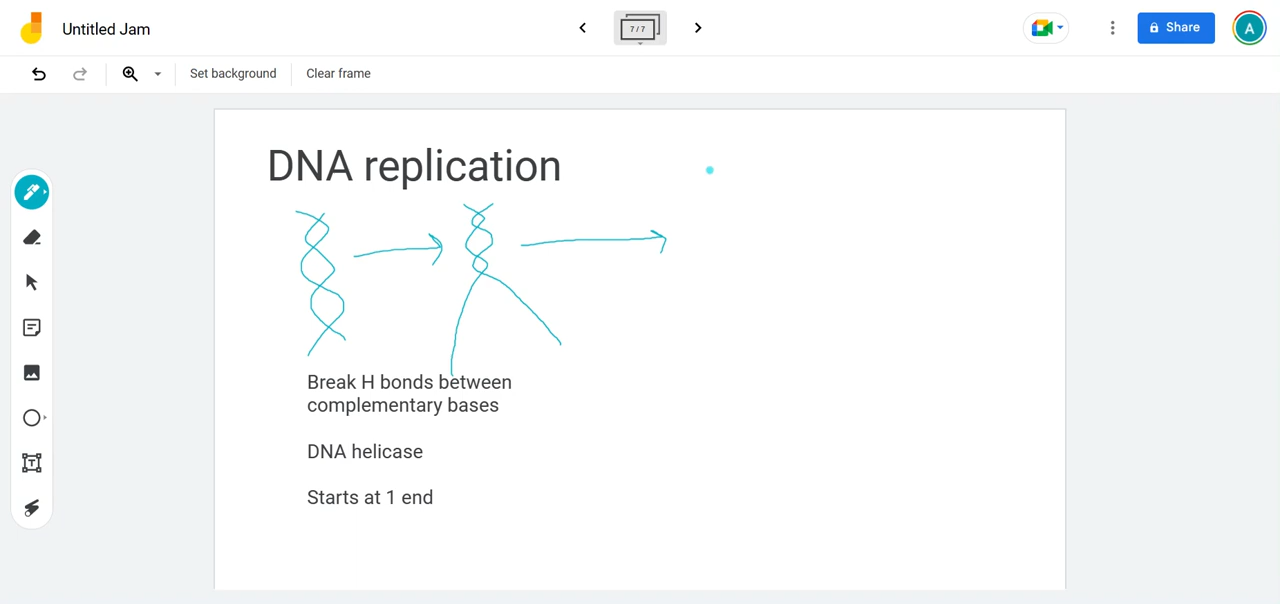 Untitled Jam
7 / 7
Share
A
Set background
Clear frame
DNA replication
Break H bonds between
complementary bases
DNA helicase
Starts at 1 end